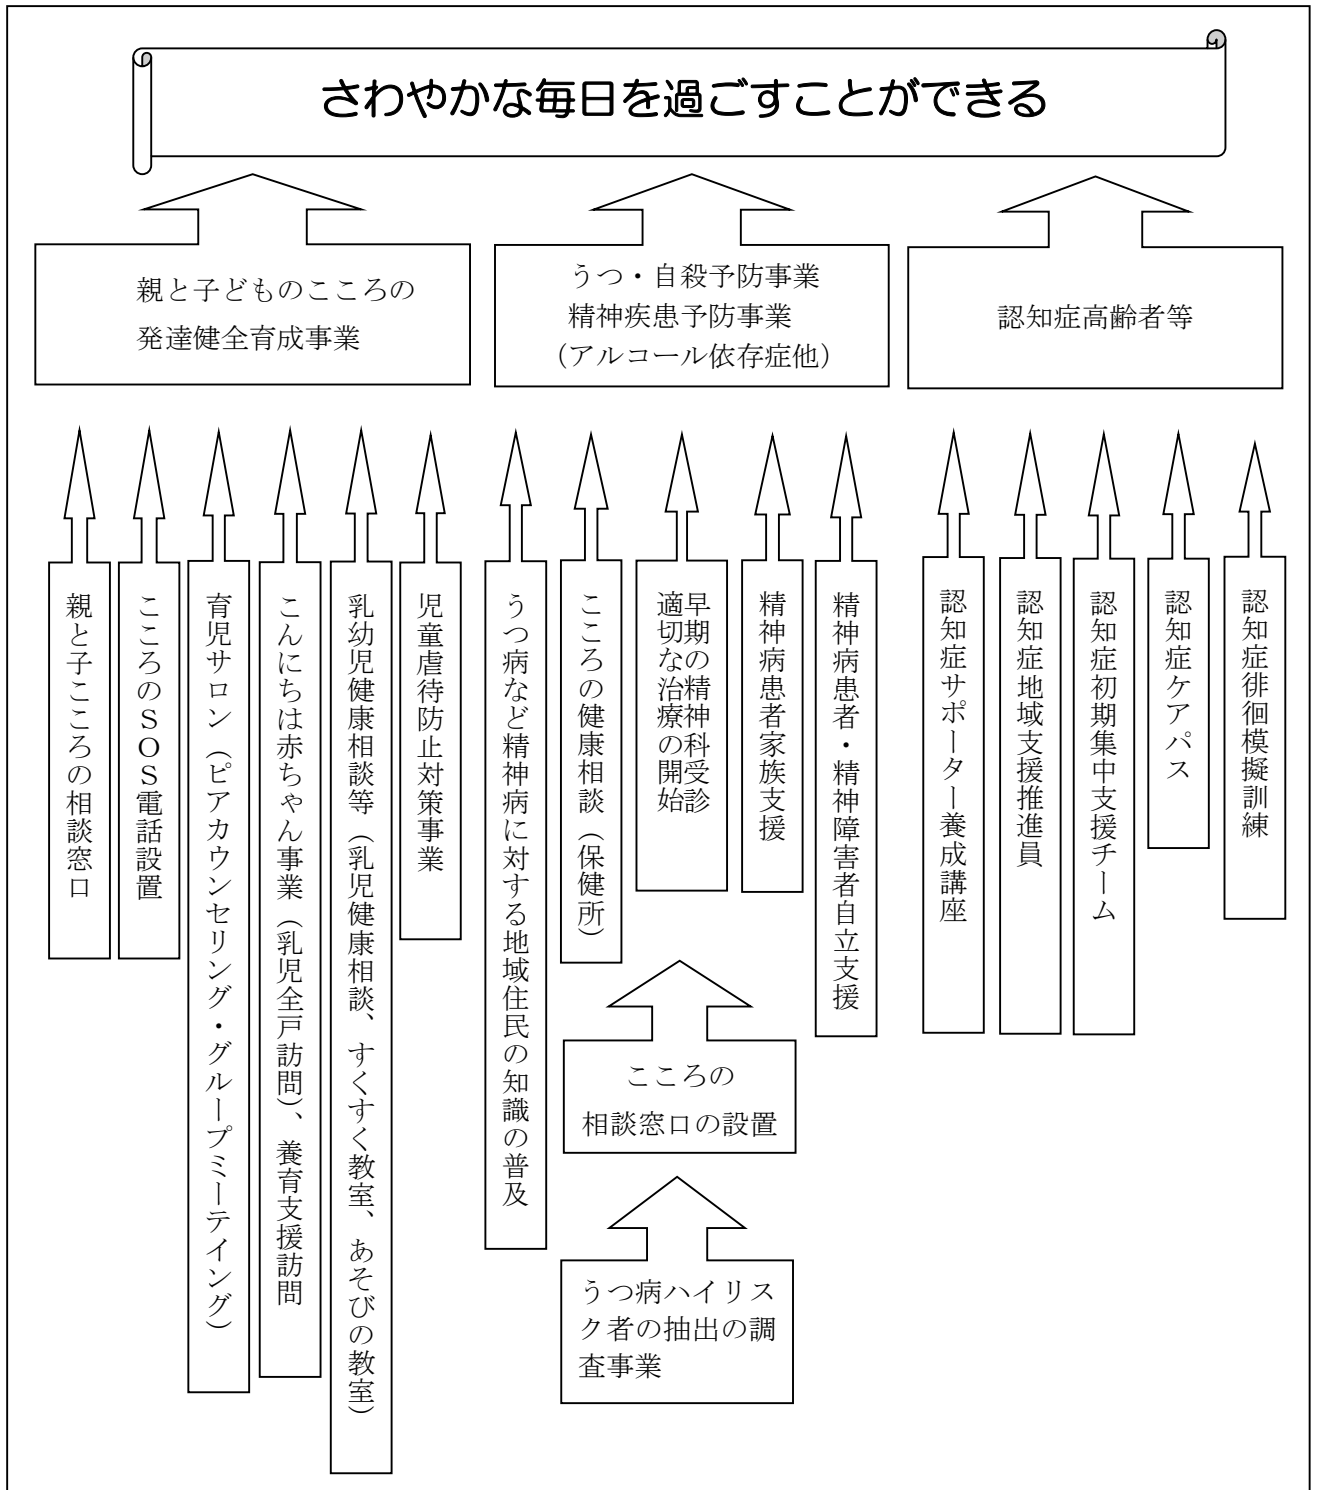 さわやかな毎日を過ごすことができる
親と子どものこころの
発達健全育成事業
うつ・自殺予防事業
精神疾患予防事業
（アルコール依存症他）
認知症高齢者等
親と子こころの相談窓口
こころのＳＯＳ電話設置
育児サロン（ピアカウンセリング・グループミーテイング）
こんにちは赤ちゃん事業（乳児全戸訪問）、養育支援訪問
乳幼児健康相談等（乳児健康相談、すくすく教室、あそびの教室）
児童虐待防止対策事業
うつ病など精神病に対する地域住民の知識の普及
こころの健康相談（保健所）
早期の精神科受診
適切な治療の開始
精神病患者家族支援
精神病患者・精神障害者自立支援
認知症サポーター養成講座
認知症地域支援推進員
認知症初期集中支援チーム
認知症ケアパス
認知症徘徊模擬訓練
こころの
相談窓口の設置
うつ病ハイリス
ク者の抽出の調
査事業